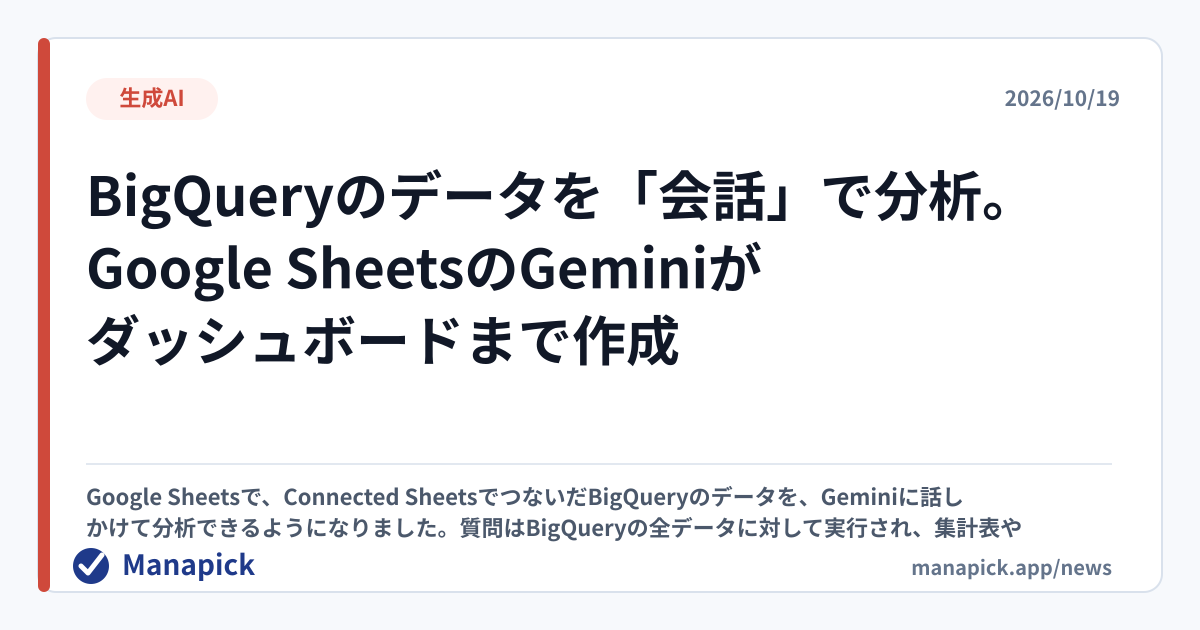 生成AI
2026/10/19
BigQueryのデータを「会話」で分析。
Google SheetsのGeminiが
ダッシュボードまで作成
Google Sheetsで、Connected SheetsでつないだBigQueryのデータを、Geminiに話し
かけて分析できるようになりました。質問はBigQueryの全データに対して実行され、集計表や
Manapick
manapick.app/news